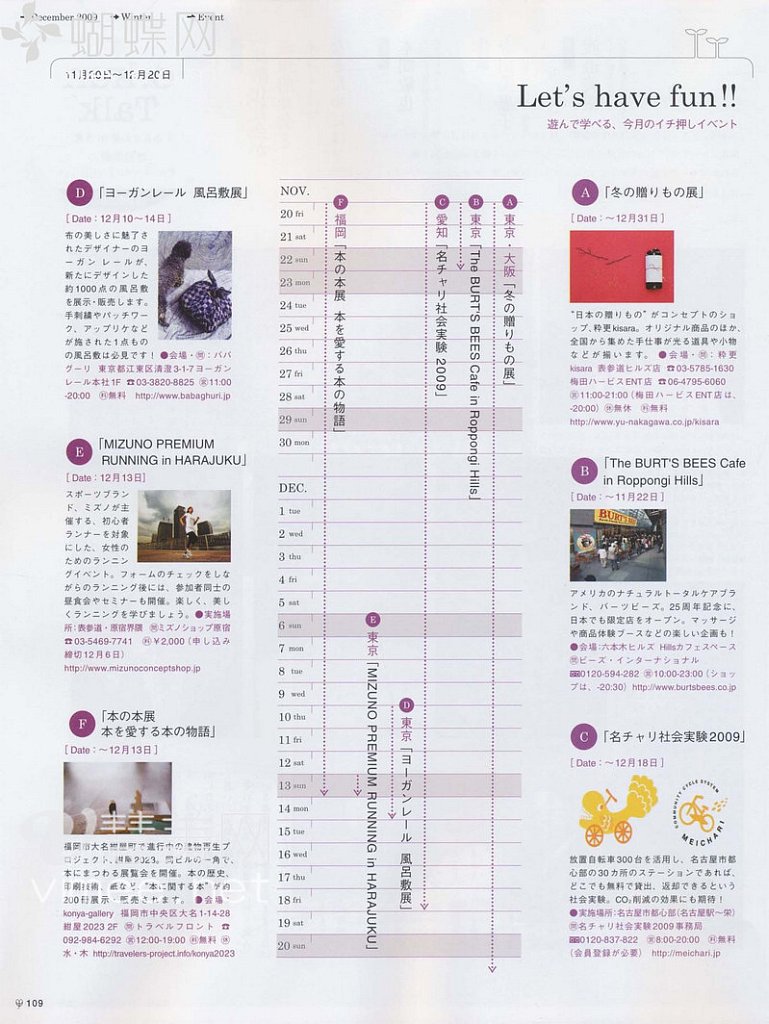 December 2009
Winter
Event
蝴蝶网
11月20日〜12月20日
Let's have fun!!
遊んで学べる、今月のイチ押しイベント
D
「ヨーガンレール 風呂敷展」
[ Date：12月10〜14日 ]
布の美しさに魅了さ
れたデザイナーのヨ
ーガン レールが、
新たにデザインした
約1000点の風呂敷
を展示・販売します。
手刺繍やパッチワー
ク、アップリケなど
が施された1点もの
の風呂敷は必見です！ ●会場・問：ババ
グーリ 東京都江東区清澄3-1-7ヨーガン
レール本社1F ☎03-3820-8825 営11:00
-20:00 料無料 http://www.babaghuri.jp
E
「MIZUNO PREMIUM
RUNNING in HARAJUKU」
[ Date：12月13日]
スポーツブラン
ド、ミズノが主
催する、初心者
ランナーを対象
にした、女性の
ためのランニン
グイベント。フォームのチェックをしな
がらのランニング後には、参加者同士の
昼食会やセミナーも開催。楽しく、美し
くランニングを学びましょう。●実施場
所：表参道・原宿界隈 問ミズノショップ原宿
☎03-5469-7741 料￥2,000（申し込み
締切12月6日）
http://www.mizunoconceptshop.jp
F
「本の本展
本を愛する本の物語」
[ Date：〜12月13日 ]
福岡市大名紺屋町で進行中の建物再生プ
ロジェクト、紺屋2023。同ビルの一角で、
本にまつわる展覧会を開催。本の歴史、
印刷技術、紙など“本に関する本”が約
200冊展示・販売されます。●会場：
konya-gallery 福岡市中央区大名1-14-28
紺屋2023 2F 問トラベルフロント ☎
092-984-6292 営12:00-19:00 料無料 休
水・木 http://travelers-project.info/konya2023
NOV.
20 fri
21 sat
22 sun
23 mon
24 tue
25 wed
26 thu
27 fri
28 sat
29 sun
30 mon
DEC.
1 tue
2 wed
3 thu
4 fri
5 sat
6 sun
7 mon
8 tue
9 wed
10 thu
11 fri
12 sat
13 sun
14 mon
15 tue
16 wed
17 thu
18 fri
19 sat
20 sun
A 東京・大阪「冬の贈りもの展」
B 東京「The BURT'S BEES Cafe in Roppongi Hills」
C 愛知「名チャリ社会実験 2009」
F 福岡「本の本展 本を愛する本の物語」
E 東京「MIZUNO PREMIUM RUNNING in HARAJUKU」
D 東京「ヨーガンレール 風呂敷展」
A
「冬の贈りもの展」
[ Date：〜12月31日 ]
“日本の贈りもの”がコンセプトのショ
ップ、粋更kisara。オリジナル商品のほか、
全国から集めた手仕事が光る道具や小物
などが揃います。●会場・問：粋更
kisara 表参道ヒルズ店 ☎03-5785-1630
梅田ハービスENT店 ☎06-4795-6060
営11:00-21:00（梅田ハービスENT店は、
-20:00）休無休 料無料
http://www.yu-nakagawa.co.jp/kisara
B
「The BURT'S BEES Cafe
in Roppongi Hills」
[ Date：〜11月22日 ]
BURT'S
アメリカのナチュラルトータルケアブラ
ンド、バーツビーズ。25周年記念に、
日本でも限定店をオープン。マッサージ
や商品体験ブースなどの楽しい企画も！
●会場：六本木ヒルズ Hillsカフェスペース
問ビーズ・インターナショナル
0120-594-282 営10:00-23:00（ショッ
プは、-20:30） http://www.burtsbees.co.jp
C
「名チャリ社会実験2009」
[ Date：〜12月18日 ]
COMMUNITY CYCLE SYSTEM
MEICHARI
放置自転車300台を活用し、名古屋市都
心部の30カ所のステーションであれば、
どこでも無料で貸出、返却できるという
社会実験。CO₂削減の効果にも期待！
●実施場所：名古屋市都心部（名古屋駅〜栄）
問名チャリ社会実験2009事務局
0120-837-822 営8:00-20:00 料無料
（会員登録が必要） http://meichari.jp
109